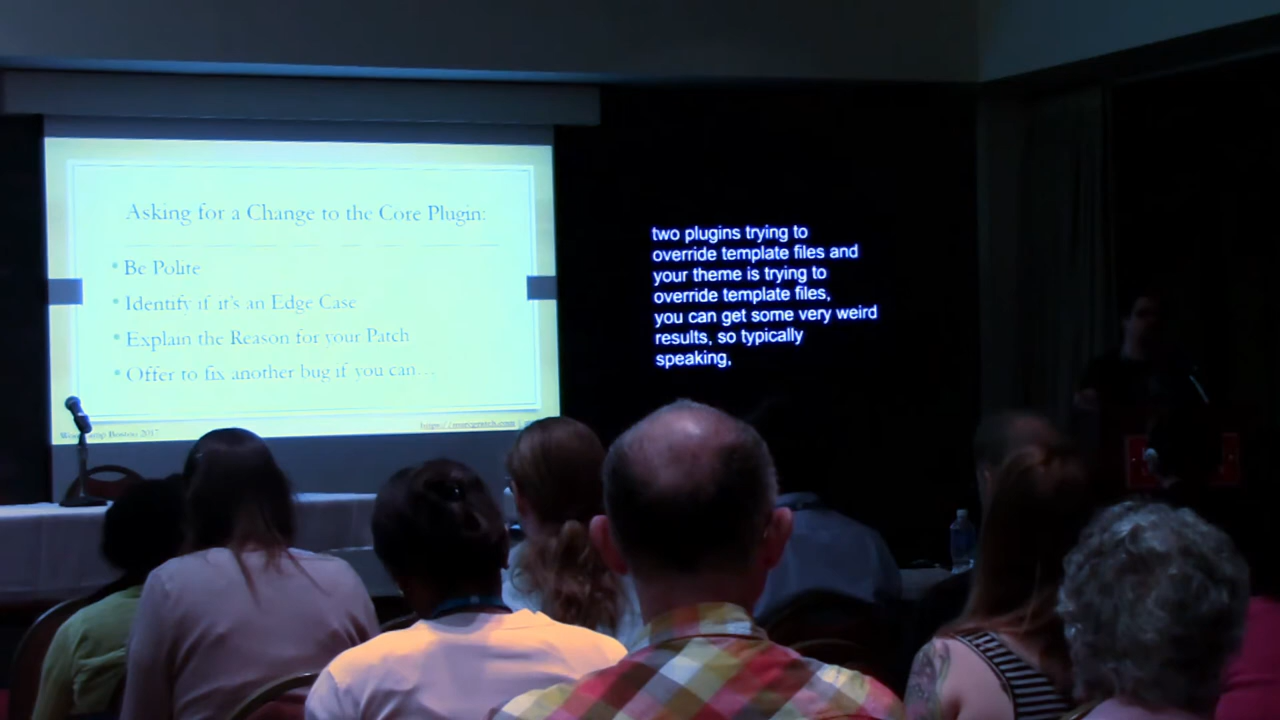 Asking for a Change to the Core Plugin:
• Be Polite
• Identify if it's an Edge Case
• Explain the Reason for your Patch
• Offer to fix another bug if you can…
Boston 2017
two plugins trying to
override template files and
your theme is trying to
override template files,
you can get some very weird
results, so typically
speaking,